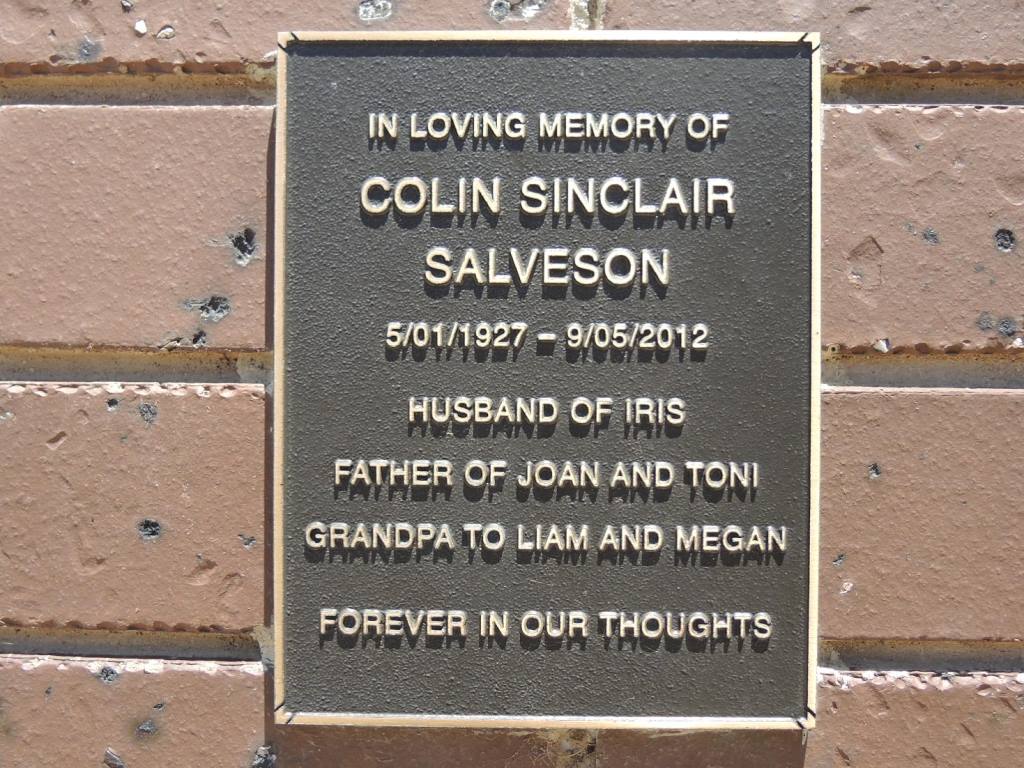 IN LOVING MEMORY OF
COLIN SINCLAIR
SALVESON
5/01/1927 – 9/05/2012
HUSBAND OF IRIS
FATHER OF JOAN AND TONI
GRANDPA TO LIAM AND MEGAN
FOREVER IN OUR THOUGHTS